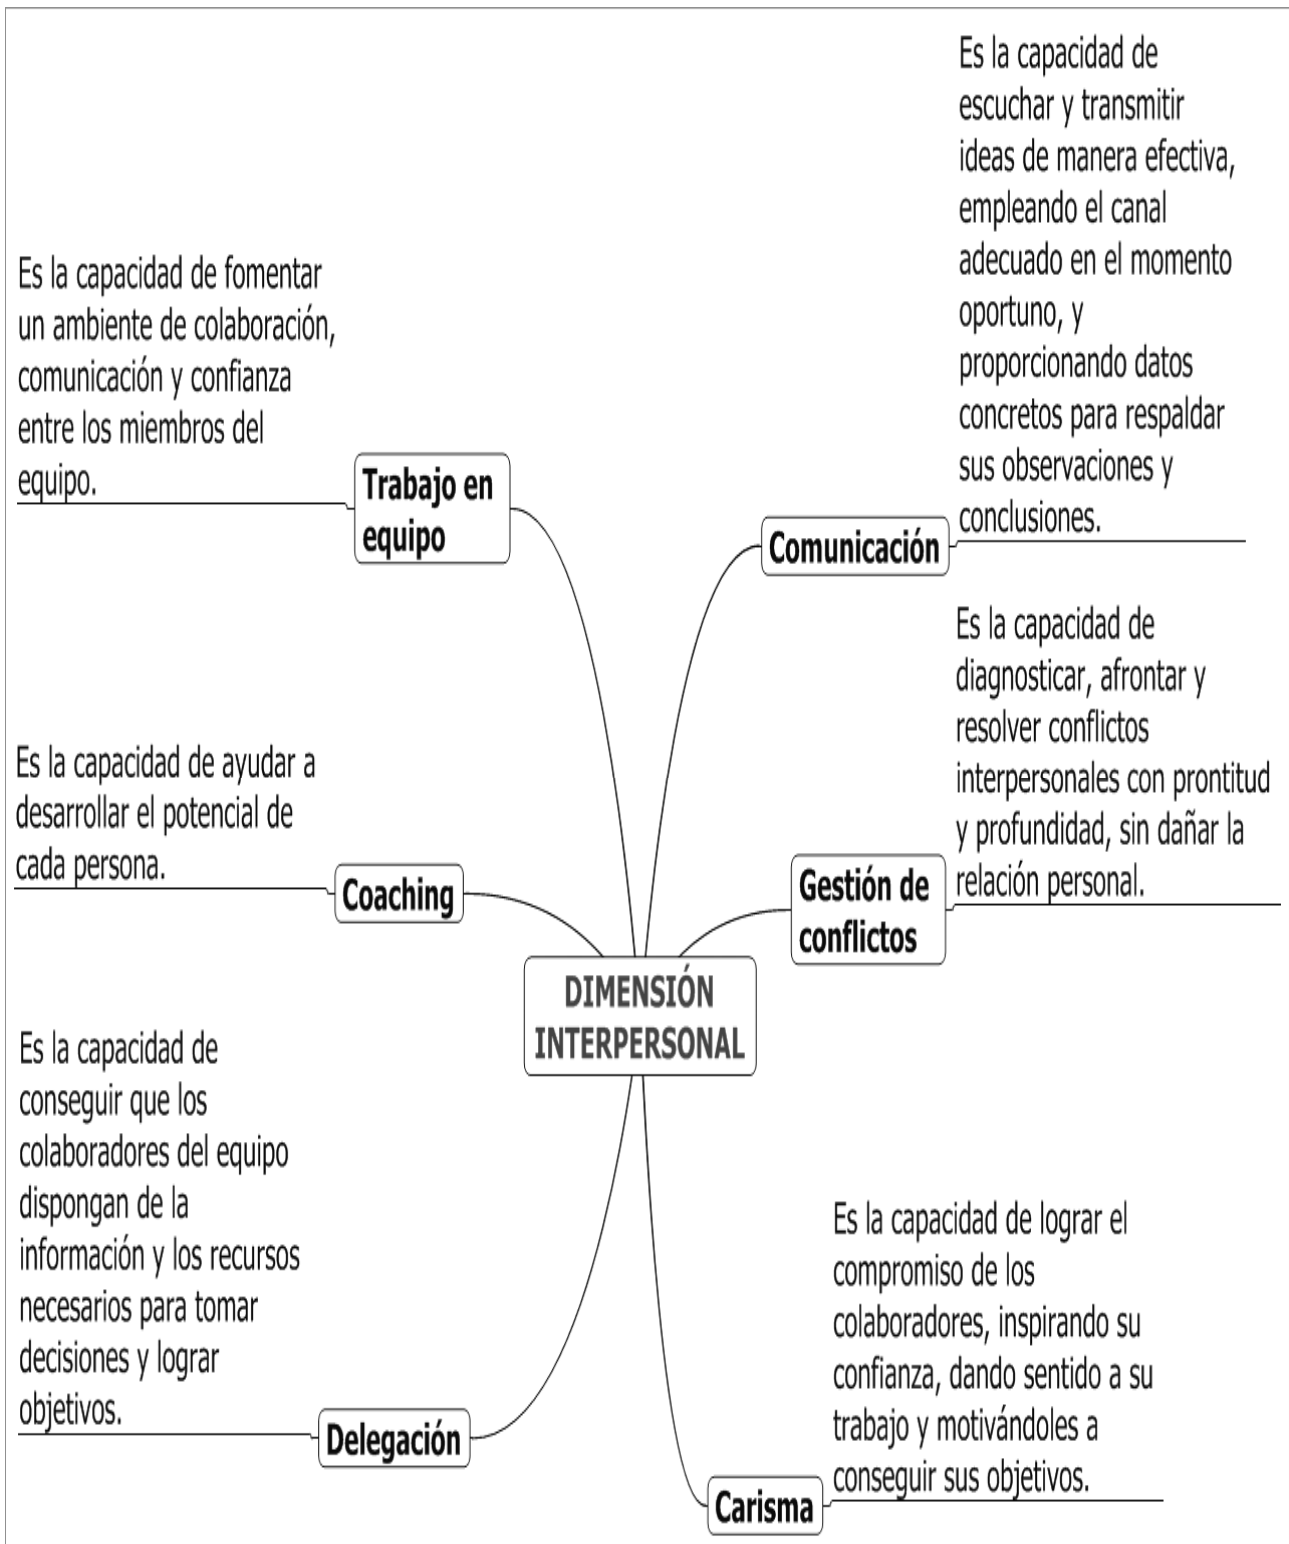 Es la capacidad de
escuchar y transmitir
ideas de manera efectiva,
empleando el canal
adecuado en el momento
oportuno, y
proporcionando datos
concretos para respaldar
sus observaciones y
conclusiones.
Comunicación
Es la capacidad de fomentar
un ambiente de colaboración,
comunicación y confianza
entre los miembros del
equipo.
Trabajo en
equipo
Es la capacidad de
diagnosticar, afrontar y
resolver conflictos
interpersonales con prontitud
y profundidad, sin dañar la
relación personal.
Gestión de
conflictos
Es la capacidad de ayudar a
desarrollar el potencial de
cada persona.
Coaching
DIMENSIÓN
INTERPERSONAL
Es la capacidad de
conseguir que los
colaboradores del equipo
dispongan de la
información y los recursos
necesarios para tomar
decisiones y lograr
objetivos.
Delegación
Es la capacidad de lograr el
compromiso de los
colaboradores, inspirando su
confianza, dando sentido a su
trabajo y motivándoles a
conseguir sus objetivos.
Carisma